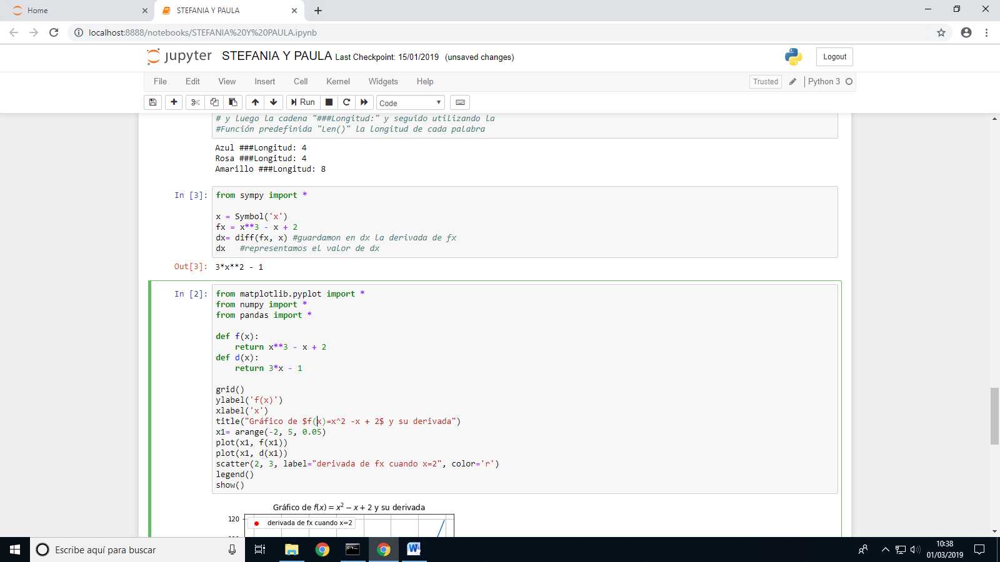 Home
STEFANIA Y PAULA
localhost:8888/notebooks/STEFANIA%20Y%20PAULA.ipynb
jupyter STEFANIA Y PAULA Last Checkpoint: 15/01/2019 (unsaved changes)
Logout
File Edit View Insert Cell Kernel Widgets Help
Trusted Python 3
Run Code
# y luego la cadena "###Longitud:" y seguido utilizando la
#Función predefinida "Len()" la longitud de cada palabra
Azul ###Longitud: 4
Rosa ###Longitud: 4
Amarillo ###Longitud: 8
In [3]: from sympy import *
x = Symbol('x')
fx = x**3 - x + 2
dx= diff(fx, x) #guardamon en dx la derivada de fx
dx #representamos el valor de dx
Out[3]: 3*x**2 - 1
In [2]: from matplotlib.pyplot import *
from numpy import *
from pandas import *
def f(x):
return x**3 - x + 2
def d(x):
return 3*x - 1
grid()
ylabel('f(x)')
xlabel('x')
title("Gráfico de $f(x)=x^2 -x + 2$ y su derivada")
x1= arange(-2, 5, 0.05)
plot(x1, f(x1))
plot(x1, d(x1))
scatter(2, 3, label="derivada de fx cuando x=2", color='r')
legend()
show()
Gráfico de f(x) = x² − x + 2 y su derivada
120
derivada de fx cuando x=2
Escribe aquí para buscar
10:38
01/03/2019